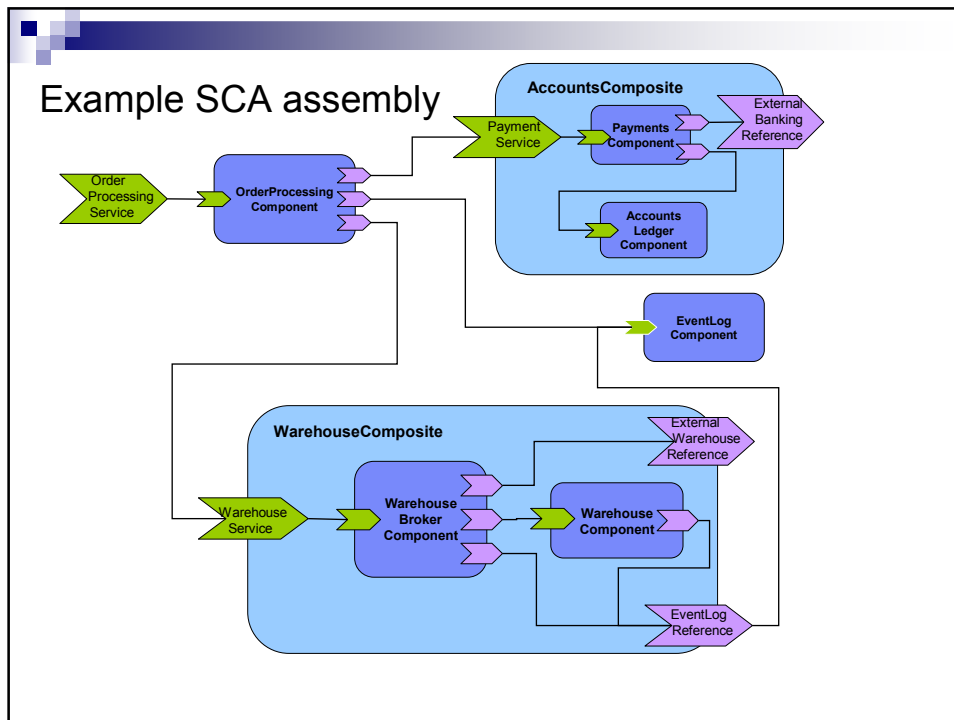 Example SCA assembly
AccountsComposite
External
Banking
Reference
Payment
Service
Payments
Component
Order
Processing
Service
OrderProcessing
Component
Accounts
Ledger
Component
EventLog
Component
WarehouseComposite
External
Warehouse
Reference
Warehouse
Service
Warehouse
Broker
Component
Warehouse
Component
EventLog
Reference